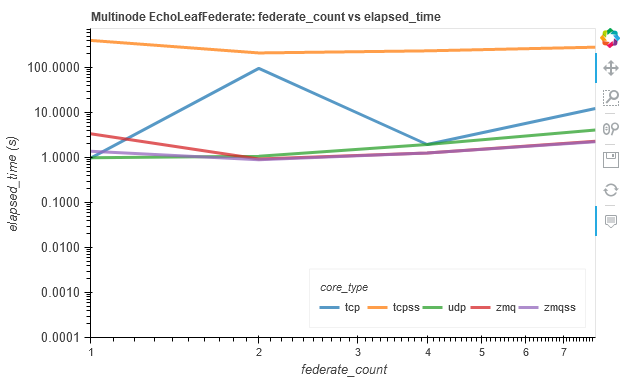 Multinode EchoLeafFederate: federate_count vs elapsed_time
elapsed_time (s)
100.0000
10.0000
1.0000
0.1000
0.0100
0.0010
0.0001
core_type
tcp tcpss udp zmq zmqss
1 2 3 4 5 6 7
federate_count